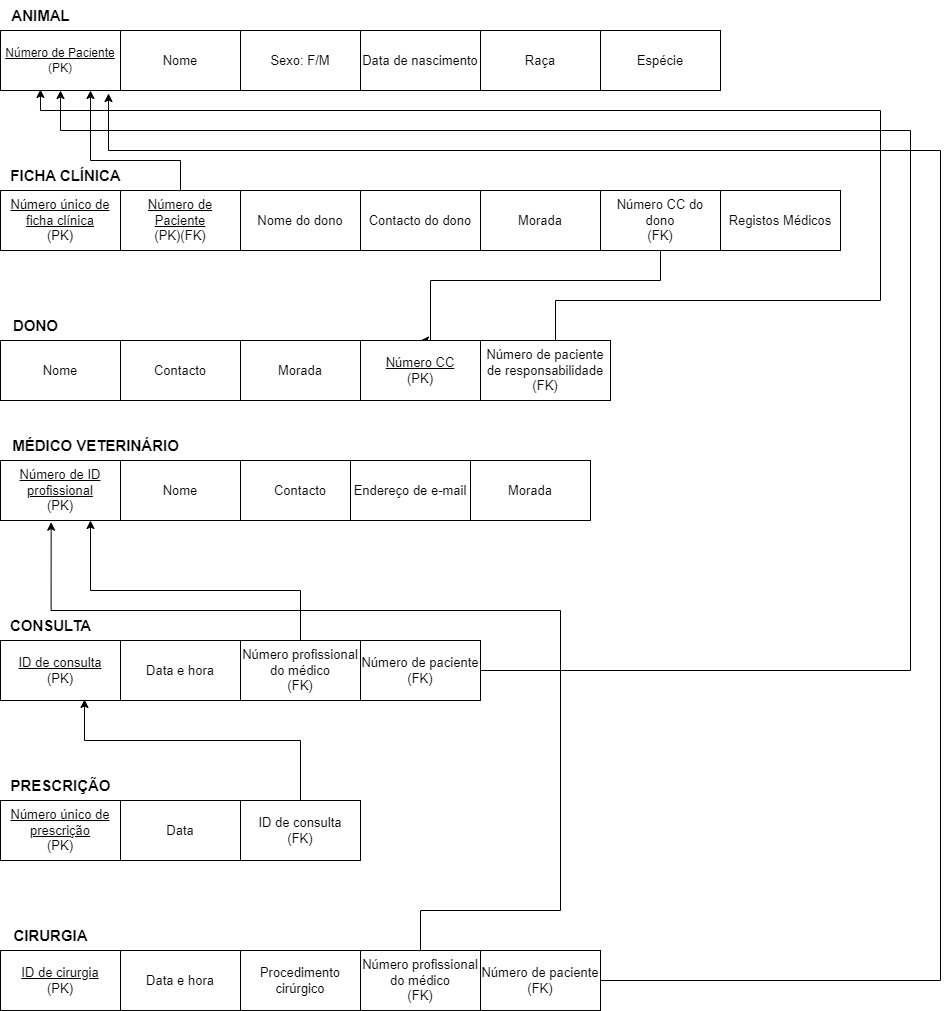 ANIMAL
Número de Paciente
(PK)
Nome
Sexo: F/M
Data de nascimento
Raça
Espécie
FICHA CLÍNICA
Número único de
ficha clínica
(PK)
Número de
Paciente
(PK)(FK)
Nome do dono
Contacto do dono
Morada
Número CC do
dono
(FK)
Registos Médicos
DONO
Nome
Contacto
Morada
Número CC
(PK)
Número de paciente
de responsabilidade
(FK)
MÉDICO VETERINÁRIO
Número de ID
profissional
(PK)
Nome
Contacto
Endereço de e-mail
Morada
CONSULTA
ID de consulta
(PK)
Data e hora
Número profissional
do médico
(FK)
Número de paciente
(FK)
PRESCRIÇÃO
Número único de
prescrição
(PK)
Data
ID de consulta
(FK)
CIRURGIA
ID de cirurgia
(PK)
Data e hora
Procedimento
cirúrgico
Número profissional
do médico
(FK)
Número de paciente
(FK)